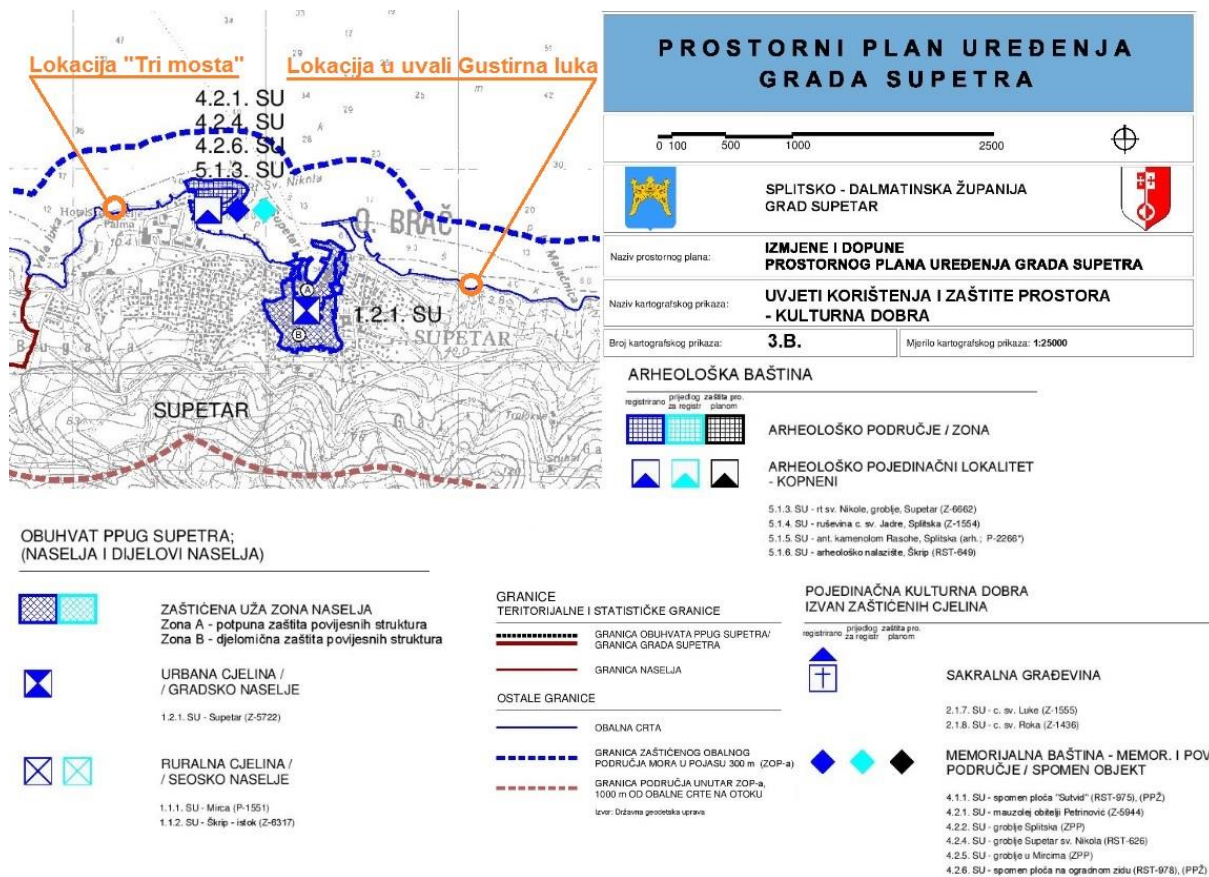 Lokacija "Tri mosta"
Lokacija u uvali Gustirna luka
4.2.1. SU
4.2.4. SU
4.2.6. SU
5.1.3. SU
Rt Sv. Nikola
Hotelsko naselje
Palma
O. BRAČ
Supetar
Malačnica
A
B
1.2.1. SU
SUPETAR
SUPETAR
PROSTORNI PLAN UREĐENJA
GRADA SUPETRA
0 100 500 1000 2500
SPLITSKO - DALMATINSKA ŽUPANIJA
GRAD SUPETAR
Naziv prostornog plana:
IZMJENE I DOPUNE
PROSTORNOG PLANA UREĐENJA GRADA SUPETRA
Naziv kartografskog prikaza:
UVJETI KORIŠTENJA I ZAŠTITE PROSTORA
- KULTURNA DOBRA
Broj kartografskog prikaza: 3.B. Mjerilo kartografskog prikaza: 1:25000
ARHEOLOŠKA BAŠTINA
registrirano prijedlog za registr zaštita pro. planom
ARHEOLOŠKO PODRUČJE / ZONA
ARHEOLOŠKO POJEDINAČNI LOKALITET
- KOPNENI
5.1.3. SU - rt sv. Nikole, groblje, Supetar (Z-6662)
5.1.4. SU - ruševina c. sv. Jadre, Splitska (Z-1554)
5.1.5. SU - ant. kamenolom Rasohe, Splitska (arh.; P-2266*)
5.1.6. SU - arheološko nalazište, Škrip (RST-649)
OBUHVAT PPUG SUPETRA;
(NASELJA I DIJELOVI NASELJA)
ZAŠTIĆENA UŽA ZONA NASELJA
Zona A - potpuna zaštita povijesnih struktura
Zona B - djelomična zaštita povijesnih struktura
URBANA CJELINA /
/ GRADSKO NASELJE
1.2.1. SU - Supetar (Z-5722)
RURALNA CJELINA /
/ SEOSKO NASELJE
1.1.1. SU - Mirca (P-1551)
1.1.2. SU - Škrip - istok (Z-6317)
GRANICE
TERITORIJALNE I STATISTIČKE GRANICE
GRANICA OBUHVATA PPUG SUPETRA/
GRANICA GRADA SUPETRA
GRANICA NASELJA
OSTALE GRANICE
OBALNA CRTA
GRANICA ZAŠTIĆENOG OBALNOG
PODRUČJA MORA U POJASU 300 m (ZOP-a)
GRANICA PODRUČJA UNUTAR ZOP-a,
1000 m OD OBALNE CRTE NA OTOKU
Izvor: Državna geodetska uprava
POJEDINAČNA KULTURNA DOBRA
IZVAN ZAŠTIĆENIH CJELINA
registrirano prijedlog za registr zaštita pro. planom
SAKRALNA GRAĐEVINA
2.1.7. SU - c. sv. Luke (Z-1555)
2.1.8. SU - c. sv. Roka (Z-1436)
MEMORIJALNA BAŠTINA - MEMOR. I POV
PODRUČJE / SPOMEN OBJEKT
4.1.1. SU - spomen ploča "Sutvid" (RST-975), (PPŽ)
4.2.1. SU - mauzolej obitelji Petrinović (Z-5944)
4.2.2. SU - groblje Splitska (ZPP)
4.2.4. SU - groblje Supetar sv. Nikola (RST-626)
4.2.5. SU - groblje u Mircima (ZPP)
4.2.6. SU - spomen ploča na ogradnom zidu (RST-978), (PPŽ)